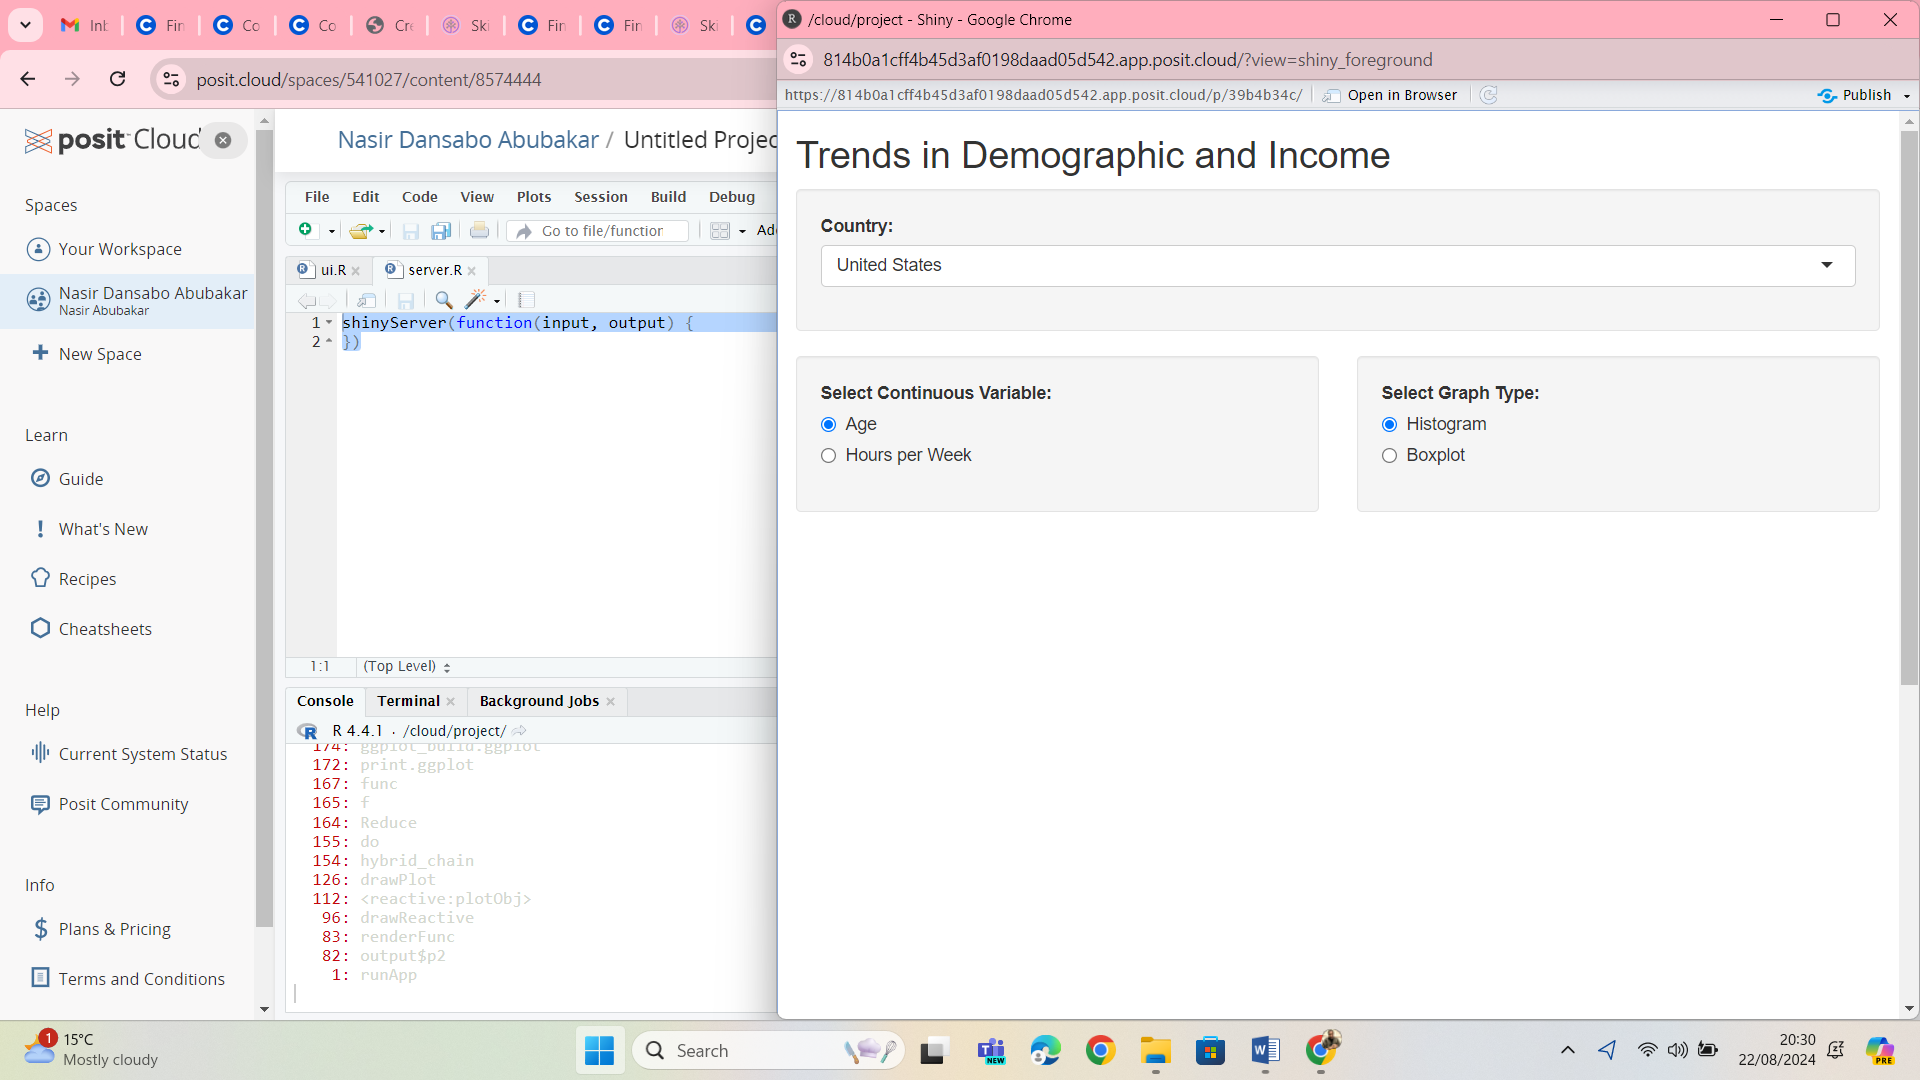 Inb
Fin
Co
Co
Cre
Ski
Fin
Fin
Ski
/cloud/project - Shiny - Google Chrome
posit.cloud/spaces/541027/content/8574444
814b0a1cff4b45d3af0198daad05d542.app.posit.cloud/?view=shiny_foreground
https://814b0a1cff4b45d3af0198daad05d542.app.posit.cloud/p/39b4b34c/
Open in Browser
Publish
posit Cloud
Spaces
Your Workspace
Nasir Dansabo Abubakar
Nasir Abubakar
New Space
Learn
Guide
What's New
Recipes
Cheatsheets
Help
Current System Status
Posit Community
Info
Plans & Pricing
Terms and Conditions
Nasir Dansabo Abubakar / Untitled Projec
File Edit Code View Plots Session Build Debug
Go to file/function
Add
ui.R
server.R
1 shinyServer(function(input, output) {
2 })
1:1 (Top Level)
Console Terminal Background Jobs
R 4.4.1 · /cloud/project/
174: ggplot_build.ggplot
172: print.ggplot
167: func
165: f
164: Reduce
155: do
154: hybrid_chain
126: drawPlot
112: <reactive:plotObj>
96: drawReactive
83: renderFunc
82: output$p2
1: runApp
Trends in Demographic and Income
Country:
United States
Select Continuous Variable:
Age
Hours per Week
Select Graph Type:
Histogram
Boxplot
1
15°C
Mostly cloudy
Search
NEW
20:30
22/08/2024
PRE